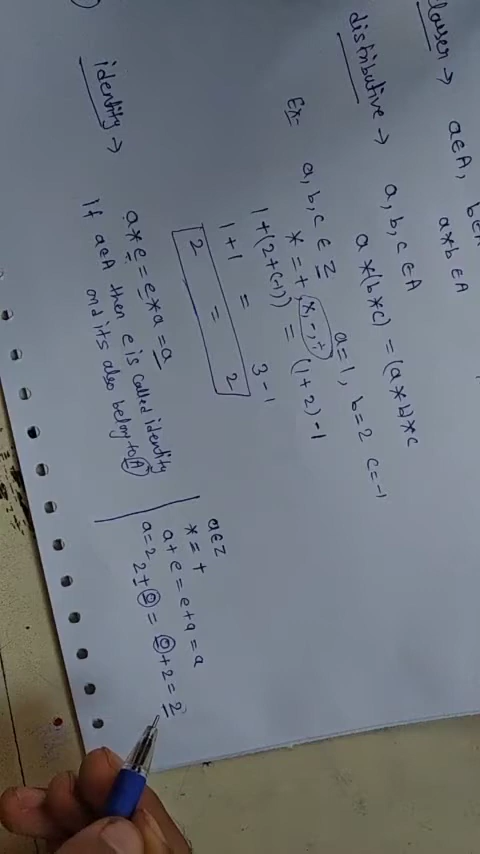 Clouser → a∈A, b∈A
a*b∈A
distributive → a, b, c ∈ A
a*(b*c) = (a*b)*c
Ex- a, b, c ∈ Z a=1, b=2 c=-1
* = +, ×, -, ÷
1+(2+(-1)) = (1+2)-1
1+1 = 3-1
2 = 2
identity →
a*e = e*a = a
If a∈A then e is called identity
and its also belong to A
a∈Z
* = +
a+e = e+a = a
a=2 2+0 = 0+2 = 2